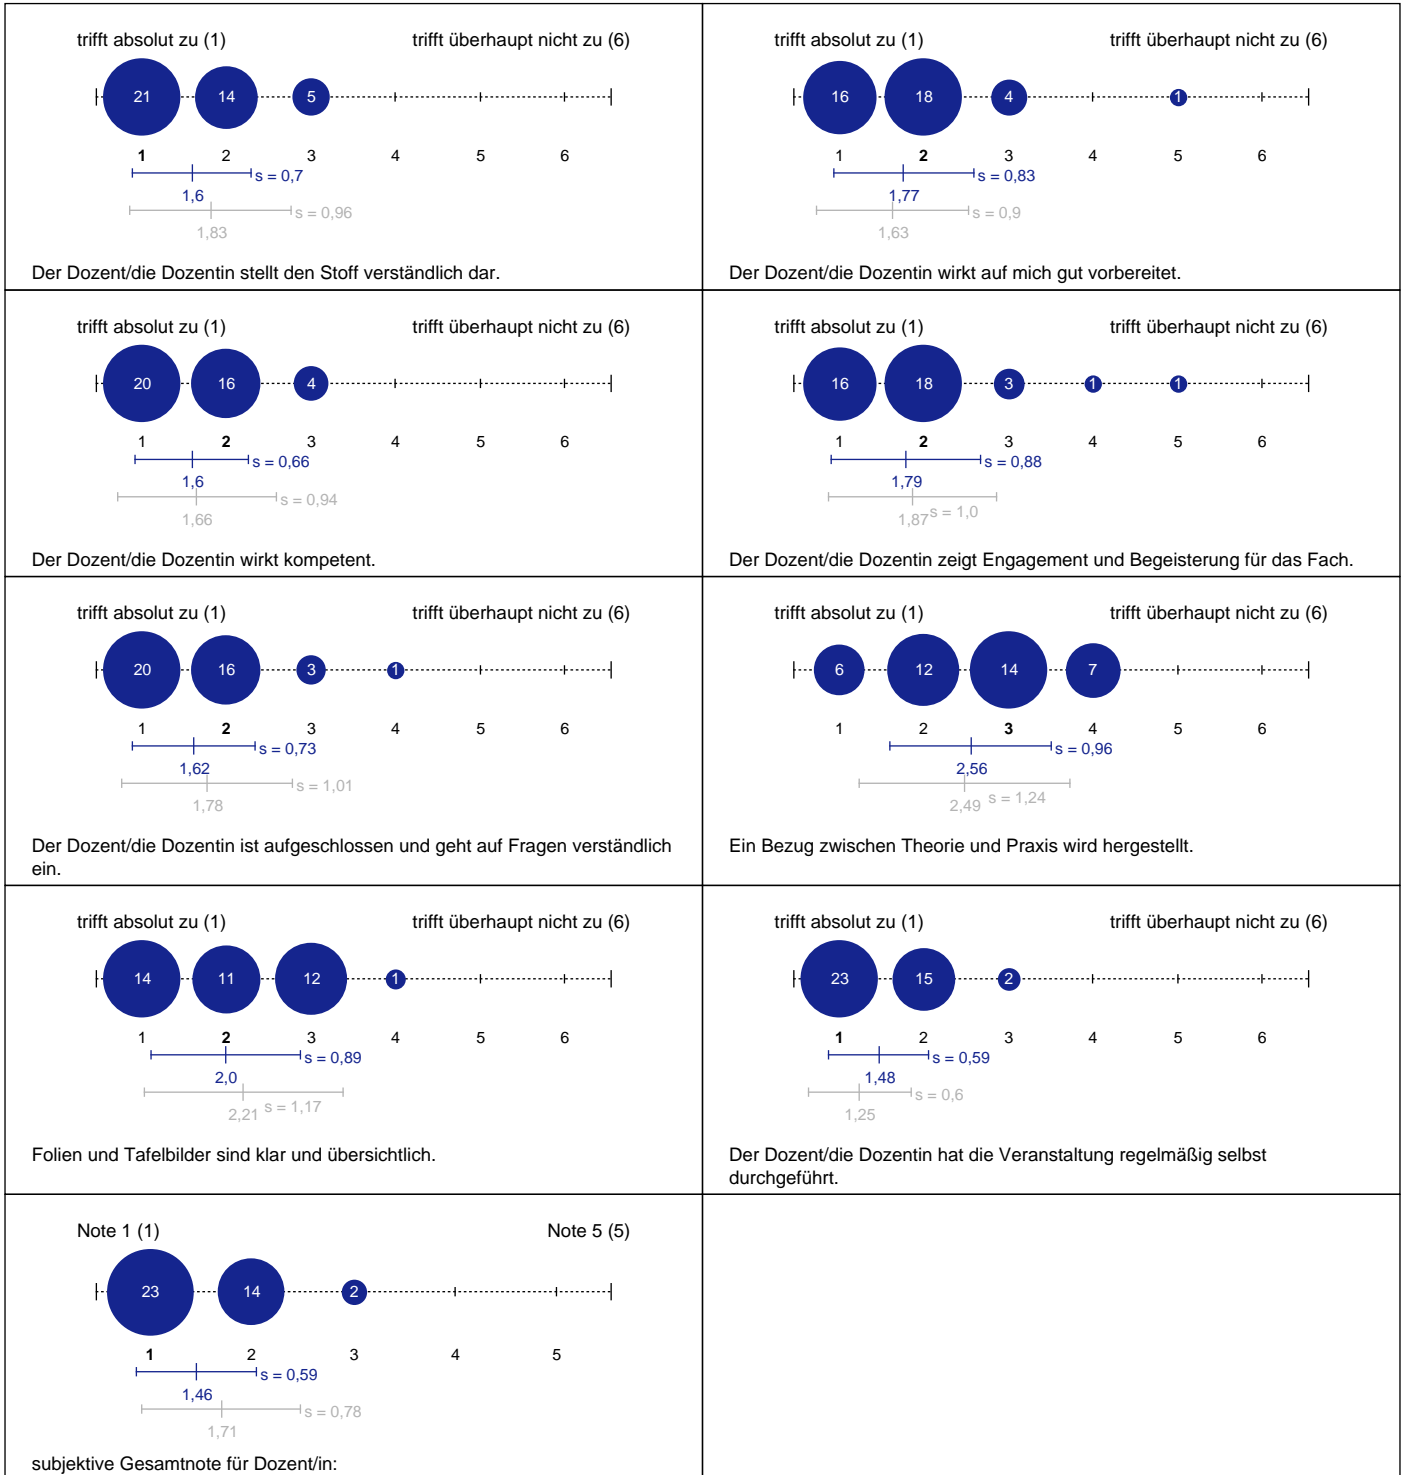 trifft absolut zu (1) trifft überhaupt nicht zu (6)
21 14 5
1 2 3 4 5 6
s = 0,7
1,6
s = 0,96
1,83
Der Dozent/die Dozentin stellt den Stoff verständlich dar.
trifft absolut zu (1) trifft überhaupt nicht zu (6)
16 18 4 1
1 2 3 4 5 6
s = 0,83
1,77
s = 0,9
1,63
Der Dozent/die Dozentin wirkt auf mich gut vorbereitet.
trifft absolut zu (1) trifft überhaupt nicht zu (6)
20 16 4
1 2 3 4 5 6
s = 0,66
1,6
s = 0,94
1,66
Der Dozent/die Dozentin wirkt kompetent.
trifft absolut zu (1) trifft überhaupt nicht zu (6)
16 18 3 1 1
1 2 3 4 5 6
s = 0,88
1,79
s = 1,0
1,87
Der Dozent/die Dozentin zeigt Engagement und Begeisterung für das Fach.
trifft absolut zu (1) trifft überhaupt nicht zu (6)
20 16 3 1
1 2 3 4 5 6
s = 0,73
1,62
s = 1,01
1,78
Der Dozent/die Dozentin ist aufgeschlossen und geht auf Fragen verständlich
ein.
trifft absolut zu (1) trifft überhaupt nicht zu (6)
6 12 14 7
1 2 3 4 5 6
s = 0,96
2,56
s = 1,24
2,49
Ein Bezug zwischen Theorie und Praxis wird hergestellt.
trifft absolut zu (1) trifft überhaupt nicht zu (6)
14 11 12 1
1 2 3 4 5 6
s = 0,89
2,0
s = 1,17
2,21
Folien und Tafelbilder sind klar und übersichtlich.
trifft absolut zu (1) trifft überhaupt nicht zu (6)
23 15 2
1 2 3 4 5 6
s = 0,59
1,48
s = 0,6
1,25
Der Dozent/die Dozentin hat die Veranstaltung regelmäßig selbst
durchgeführt.
Note 1 (1) Note 5 (5)
23 14 2
1 2 3 4 5
s = 0,59
1,46
s = 0,78
1,71
subjektive Gesamtnote für Dozent/in: